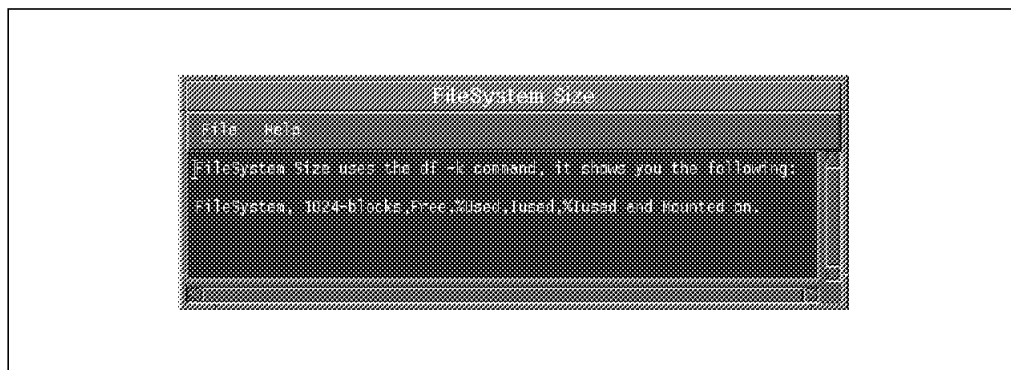 FileSystem Size
File Help
FileSystem Size uses the df -k command, it shows you the following:
FileSystem, 1024-blocks,Free,%Used,Iused,%Iused and Mounted on.